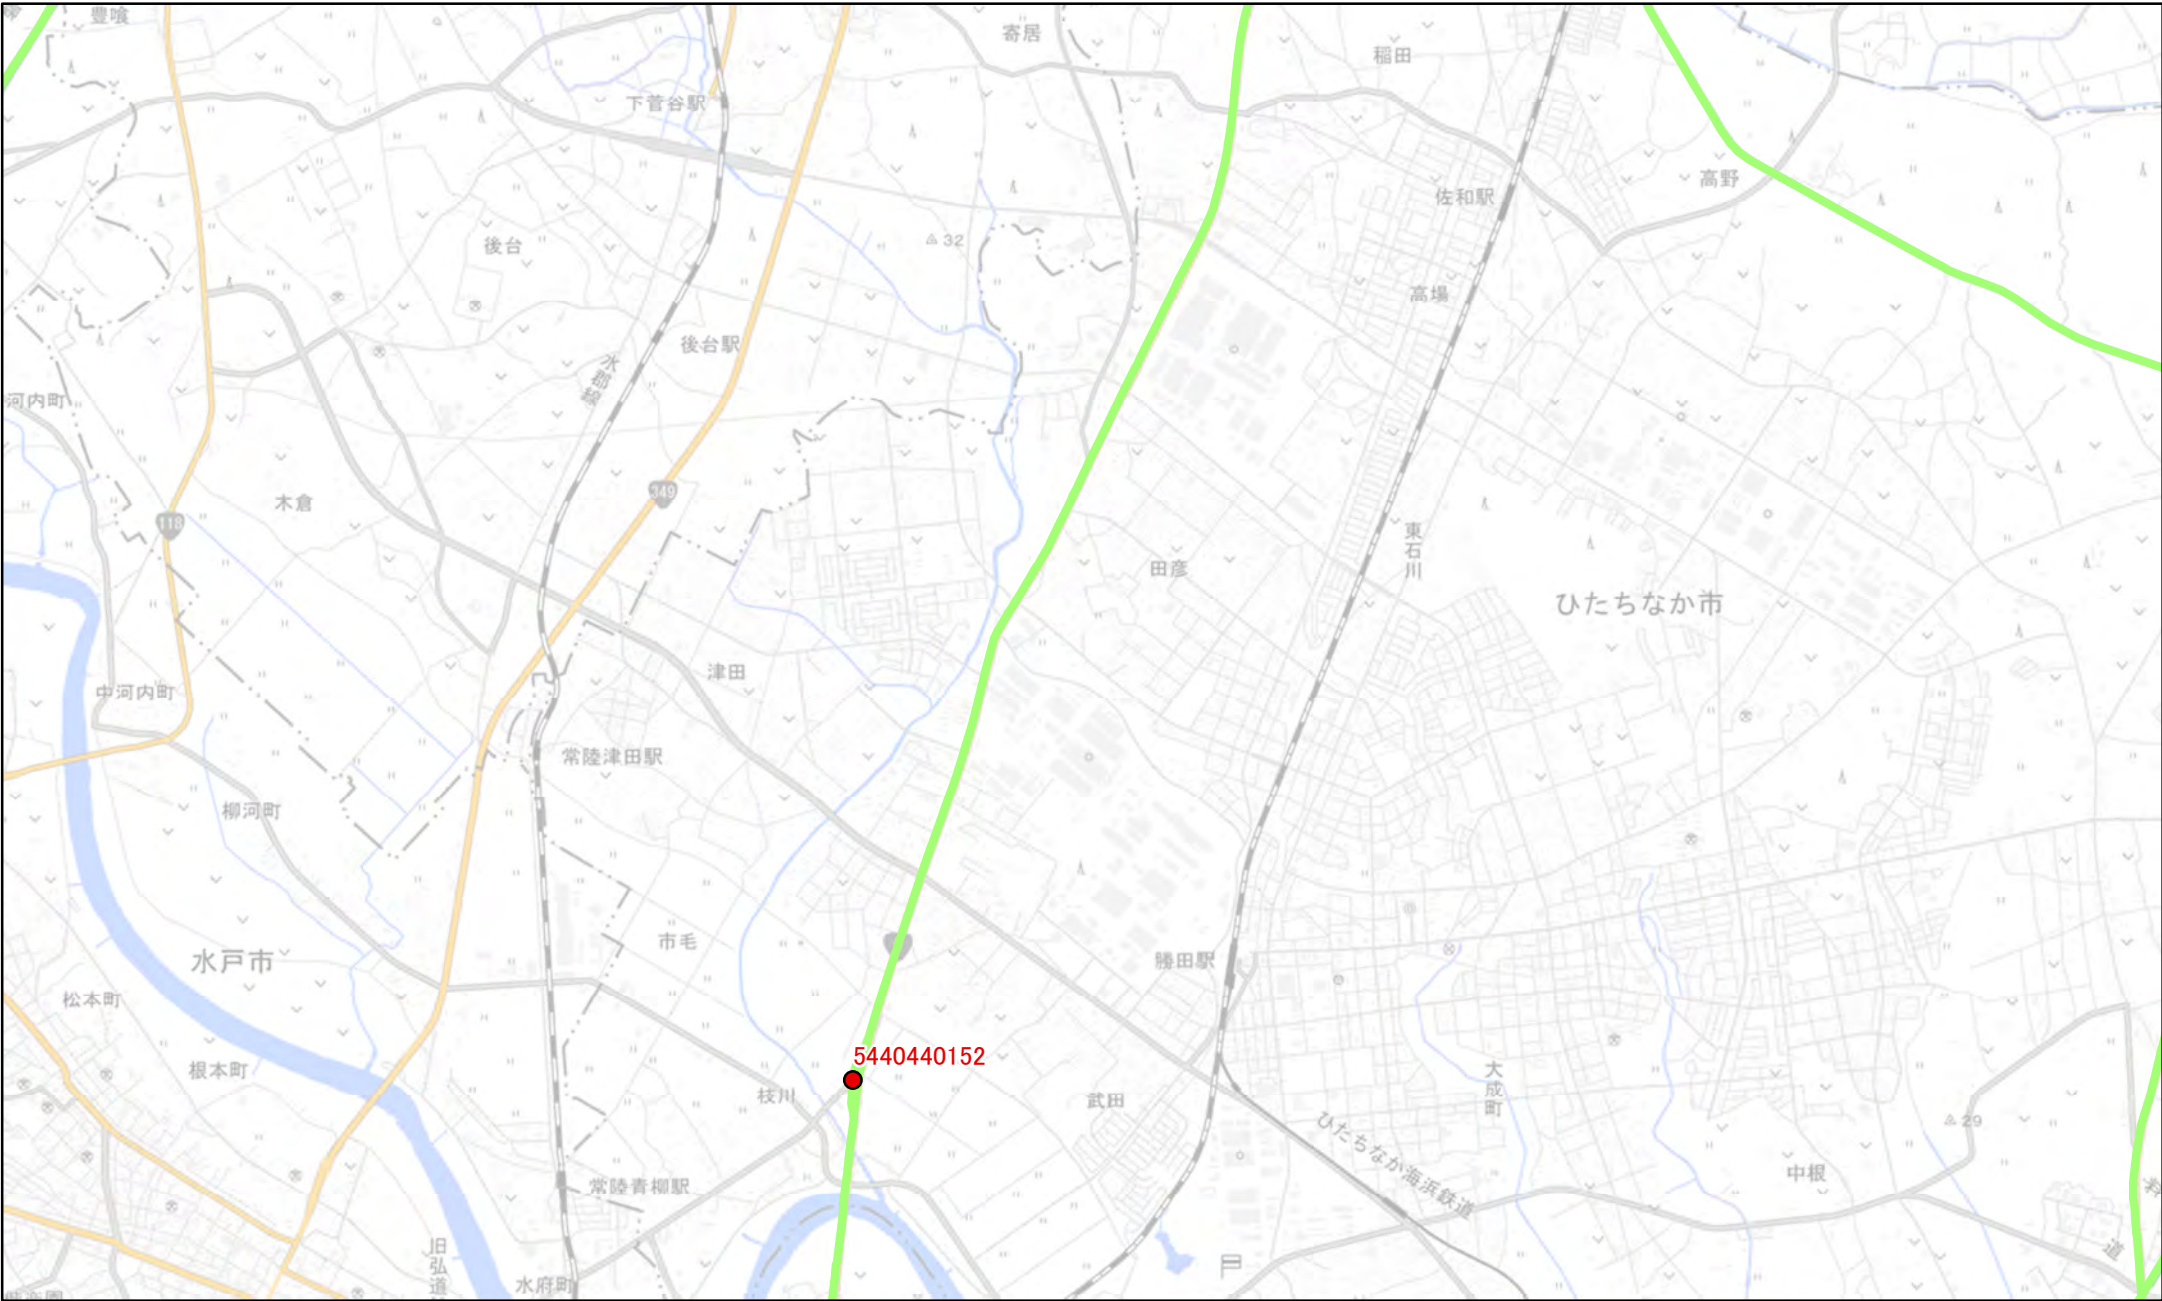 豊喰
寄居
稲田
下菅谷駅
高野
佐和駅
後台
32
高場
後台駅
水郡線
河内町
349
木倉
118
東石川
田彦
ひたちなか市
津田
中河内町
常陸津田駅
柳河町
市毛
勝田駅
水戸市
松本町
5440440152
根本町
大成町
枝川
武田
29
ひたちなか海浜鉄道
中根
常陸青柳駅
道
旧弘道
水府町